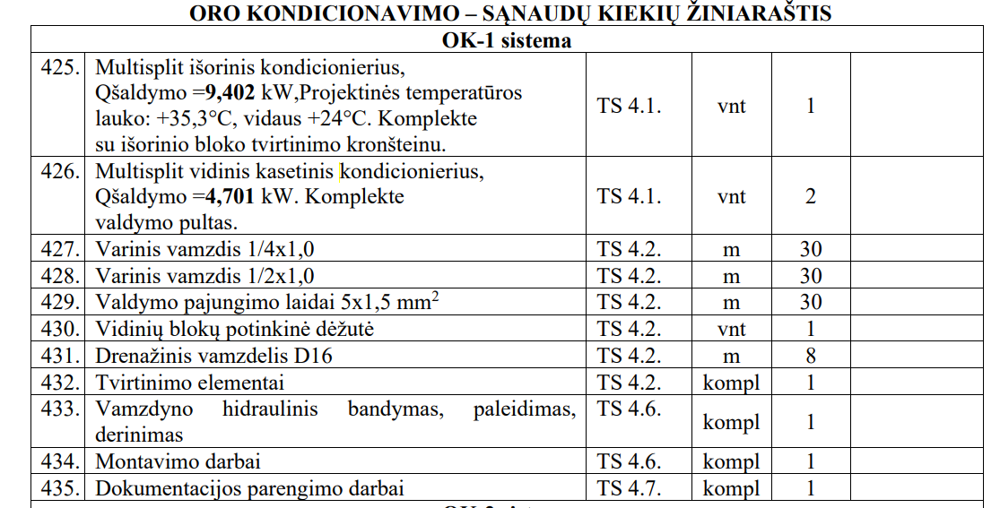 ORO KONDICIONAVIMO – SĄNAUDŲ KIEKIŲ ŽINIARAŠTIS
OK-1 sistema
425. Multisplit išorinis kondicionierius,
Qšaldymo =9,402 kW,Projektinės temperatūros
lauko: +35,3°C, vidaus +24°C. Komplekte
su išorinio bloko tvirtinimo kronšteinu. TS 4.1. vnt 1
426. Multisplit vidinis kasetinis kondicionierius,
Qšaldymo =4,701 kW. Komplekte
valdymo pultas. TS 4.1. vnt 2
427. Varinis vamzdis 1/4x1,0 TS 4.2. m 30
428. Varinis vamzdis 1/2x1,0 TS 4.2. m 30
429. Valdymo pajungimo laidai 5x1,5 mm² TS 4.2. m 30
430. Vidinių blokų potinkinė dėžutė TS 4.2. vnt 1
431. Drenažinis vamzdelis D16 TS 4.2. m 8
432. Tvirtinimo elementai TS 4.2. kompl 1
433. Vamzdyno hidraulinis bandymas, paleidimas,
derinimas TS 4.6. kompl 1
434. Montavimo darbai TS 4.6. kompl 1
435. Dokumentacijos parengimo darbai TS 4.7. kompl 1